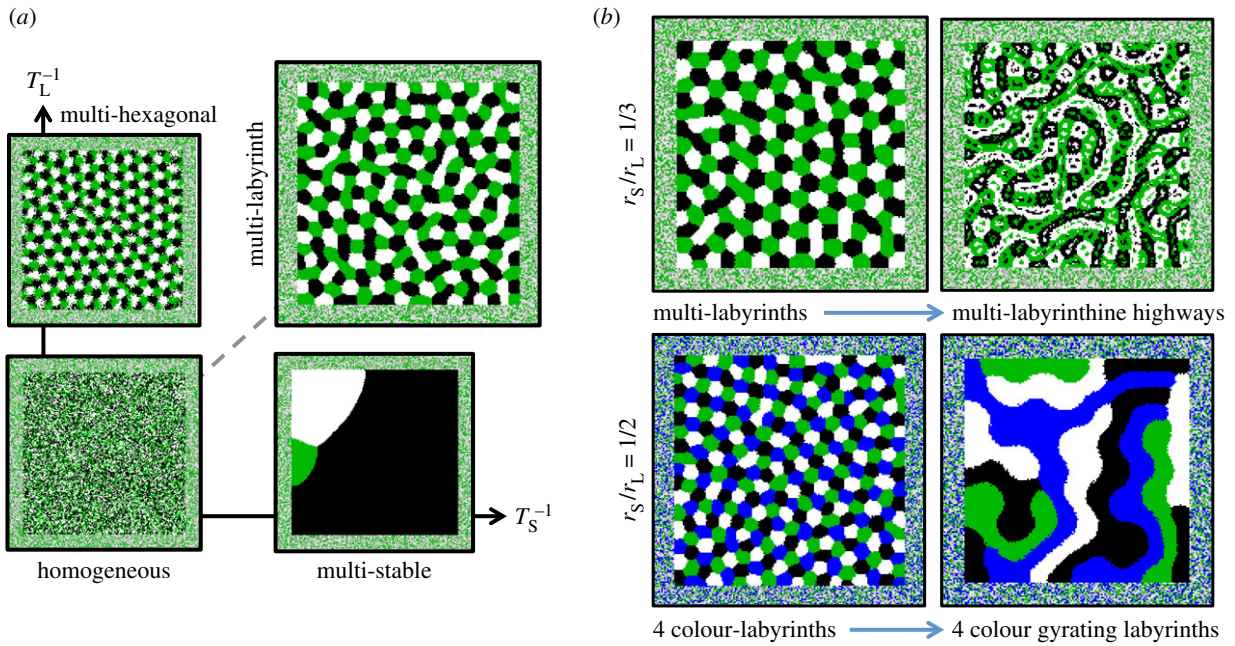 (a)
T_L^{-1}
multi-hexagonal
multi-labyrinth
homogeneous
multi-stable
T_S^{-1}
(b)
r_S/r_L = 1/3
multi-labyrinths
multi-labyrinthine highways
r_S/r_L = 1/2
4 colour-labyrinths
4 colour gyrating labyrinths